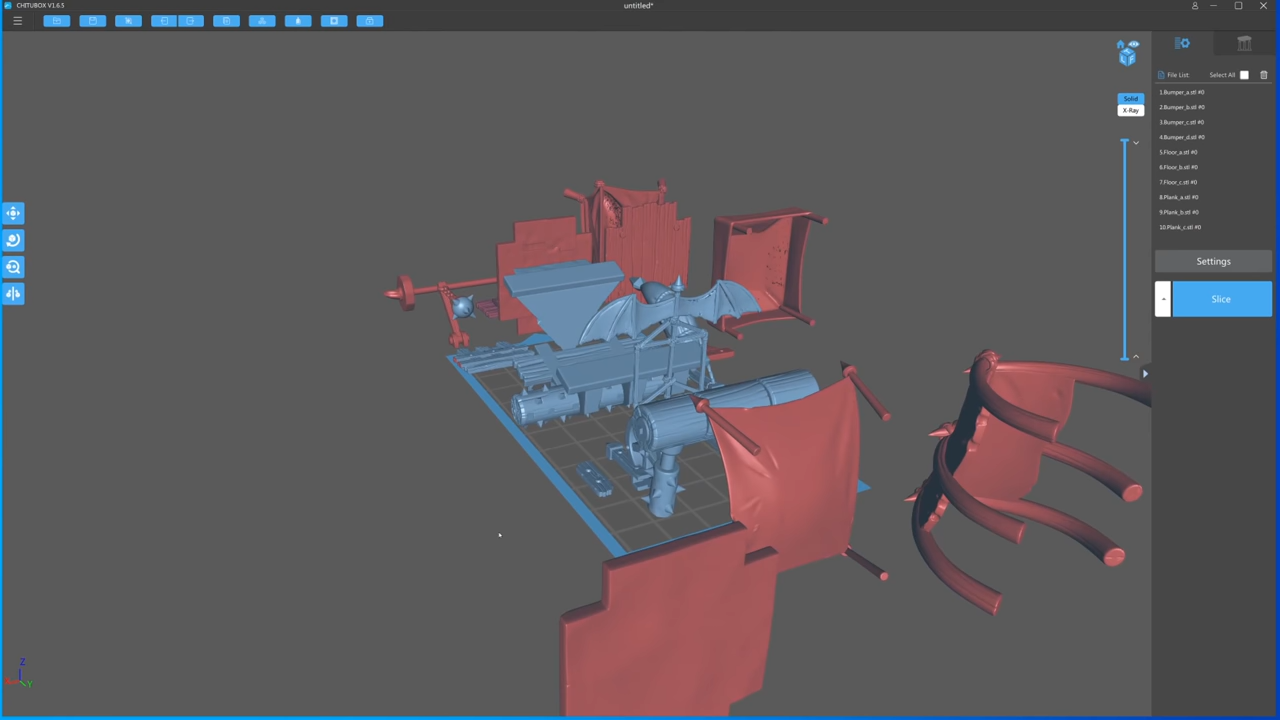 CHITUBOX V1.6.5
untitled*
File List:
Select All
1.Bumper_a.stl #0
2.Bumper_b.stl #0
3.Bumper_c.stl #0
4.Bumper_d.stl #0
5.Floor_a.stl #0
6.Floor_b.stl #0
7.Floor_c.stl #0
8.Plank_a.stl #0
9.Plank_b.stl #0
10.Plank_c.stl #0
Solid
X-Ray
Settings
Slice
L F
Z
Y